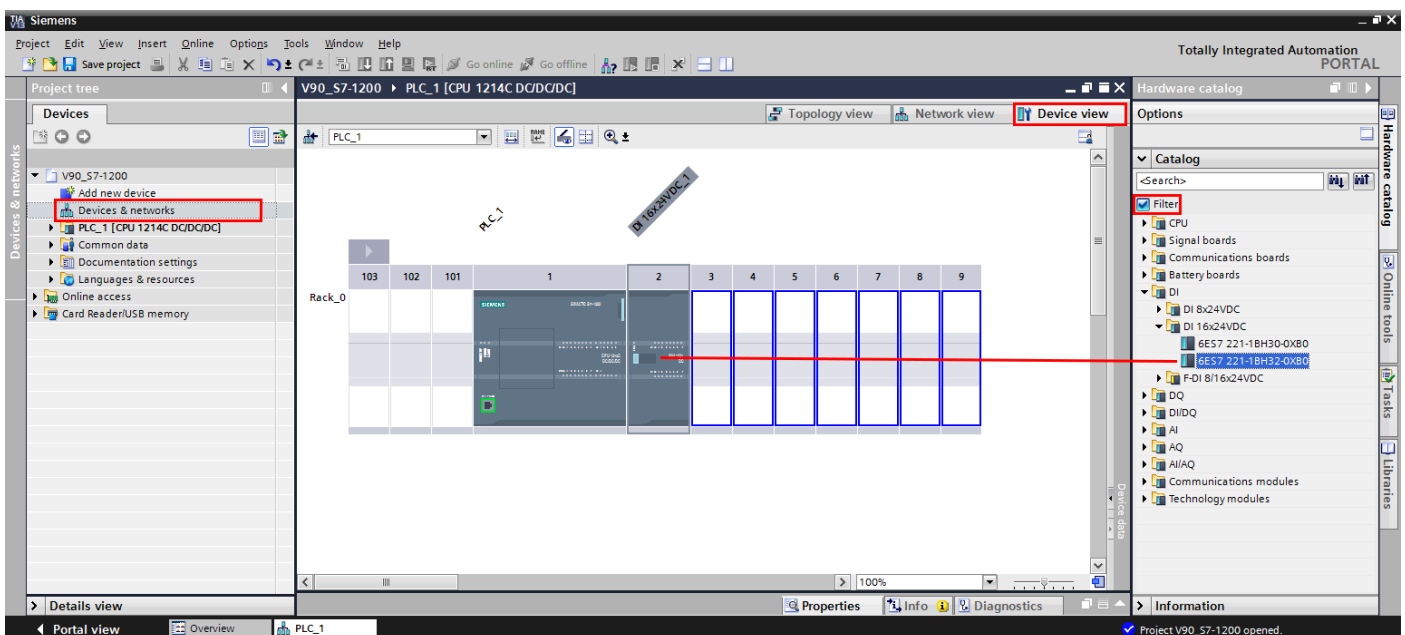 Siemens
Project Edit View Insert Online Options Tools Window Help
Save project Go online Go offline
Totally Integrated Automation
PORTAL
Project tree
V90_S7-1200 PLC_1 [CPU 1214C DC/DC/DC]
Hardware catalog
Devices
Topology view Network view Device view
Options
PLC_1
Devices & networks
V90_S7-1200
Add new device
Devices & networks
PLC_1 [CPU 1214C DC/DC/DC]
Common data
Documentation settings
Languages & resources
Online access
Card Reader/USB memory
PLC_1
DI 16x24VDC_1
103 102 101 1 2 3 4 5 6 7 8 9
Rack_0
SIEMENS
100%
Device data
Properties Info Diagnostics
Catalog
<Search>
Filter
CPU
Signal boards
Communications boards
Battery boards
DI
DI 8x24VDC
DI 16x24VDC
6ES7 221-1BH30-0XB0
6ES7 221-1BH32-0XB0
F-DI 8/16x24VDC
DQ
DI/DQ
AI
AQ
AI/AQ
Communications modules
Technology modules
Hardware catalog
Online tools
Tasks
Libraries
Details view
Information
Portal view Overview PLC_1
Project V90_S7-1200 opened.